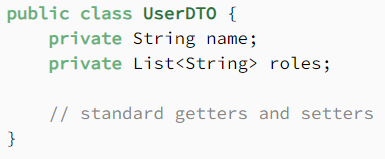 public class UserDTO {
    private String name;
    private List<String> roles;

    // standard getters and setters
}